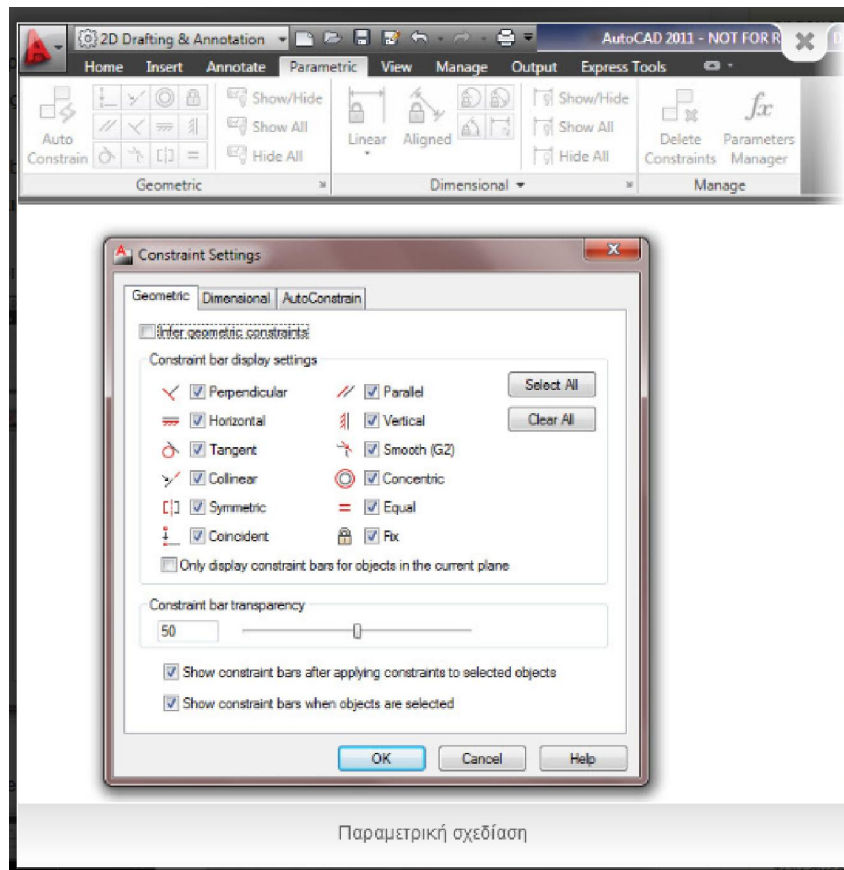 2D Drafting & Annotation
AutoCAD 2011 - NOT FOR R
Home Insert Annotate Parametric View Manage Output Express Tools
Auto Constrain
Show/Hide
Show All
Hide All
Linear
Aligned
Show/Hide
Show All
Hide All
Delete Constraints
Parameters Manager
fx
Geometric
Dimensional
Manage
Constraint Settings
Geometric Dimensional AutoConstrain
Infer geometric constraints
Constraint bar display settings
Perpendicular Parallel Select All
Horizontal Vertical Clear All
Tangent Smooth (G2)
Collinear Concentric
Symmetric Equal
Coincident Fix
Only display constraint bars for objects in the current plane
Constraint bar transparency
50
Show constraint bars after applying constraints to selected objects
Show constraint bars when objects are selected
OK Cancel Help
Παραμετρική σχεδίαση